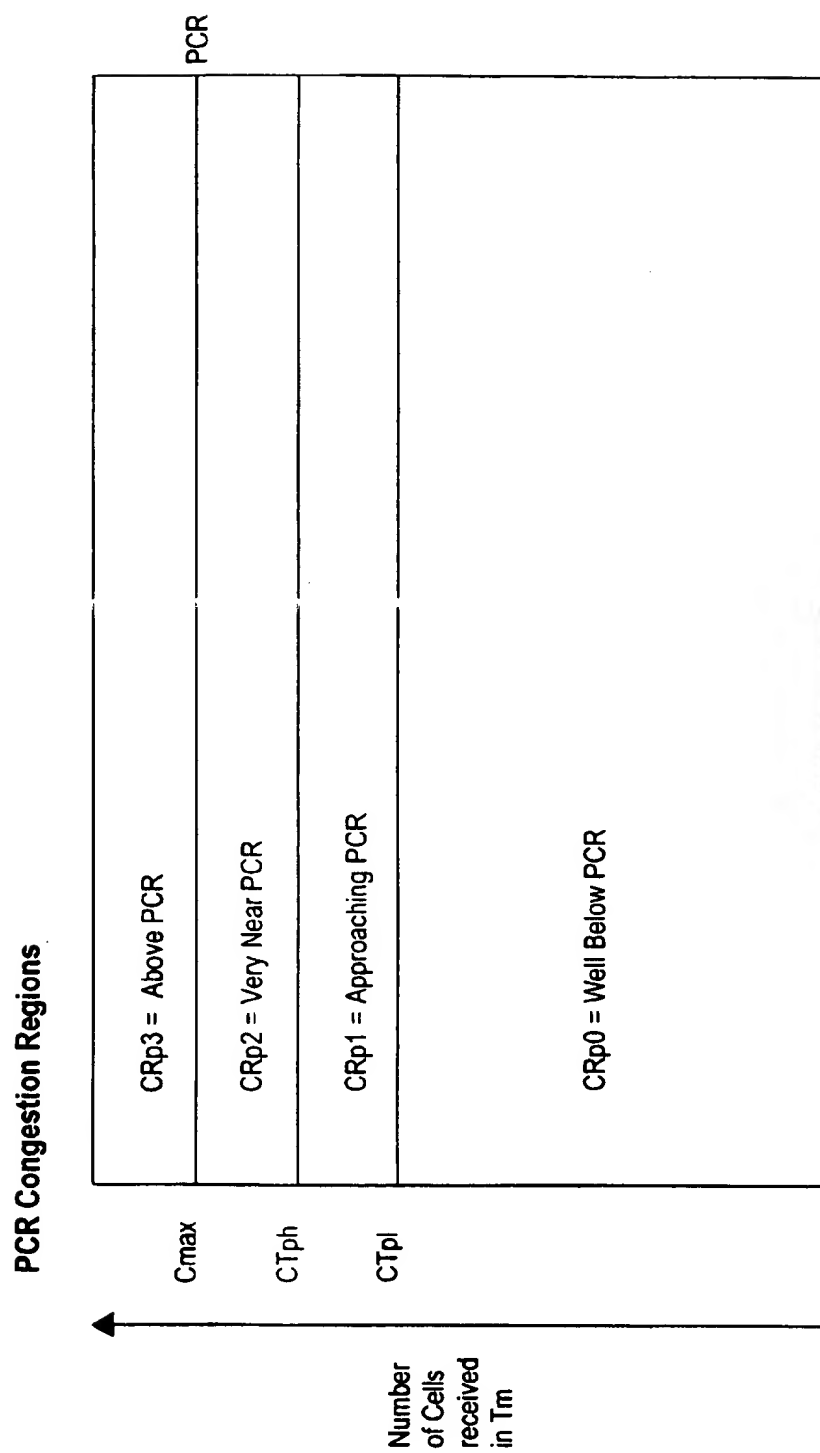 PCR Congestion Regions
Number
of Cells
received
in Tm
Cmax
CTph
CTpl
CRp3 = Above PCR
CRp2 = Very Near PCR
CRp1 = Approaching PCR
CRp0 = Well Below PCR
PCR